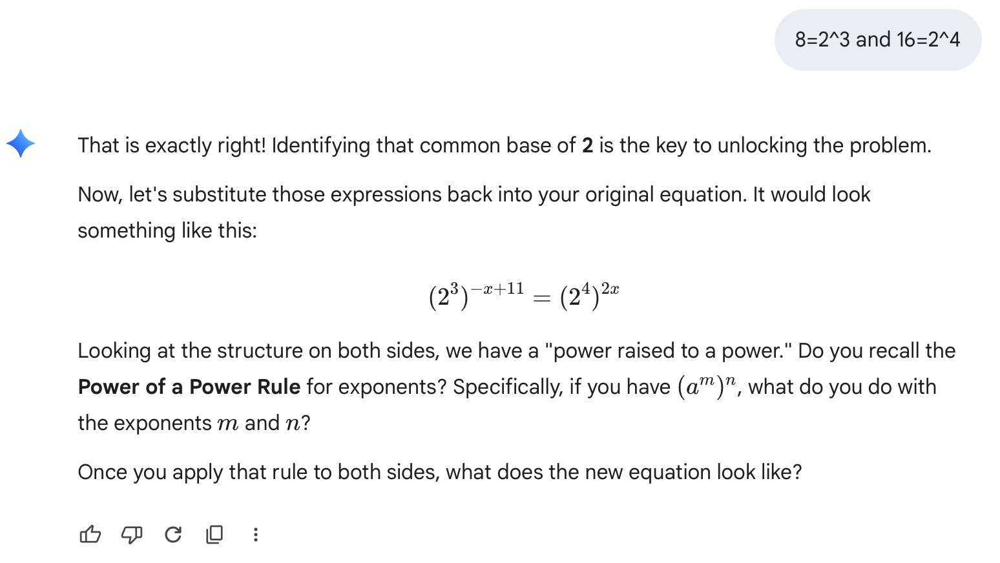 8=2^3 and 16=2^4
That is exactly right! Identifying that common base of 2 is the key to unlocking the problem.
Now, let's substitute those expressions back into your original equation. It would look
something like this:
(2³)^{-x+11} = (2⁴)^{2x}
Looking at the structure on both sides, we have a "power raised to a power." Do you recall the
Power of a Power Rule for exponents? Specifically, if you have (a^m)^n, what do you do with
the exponents m and n?
Once you apply that rule to both sides, what does the new equation look like?